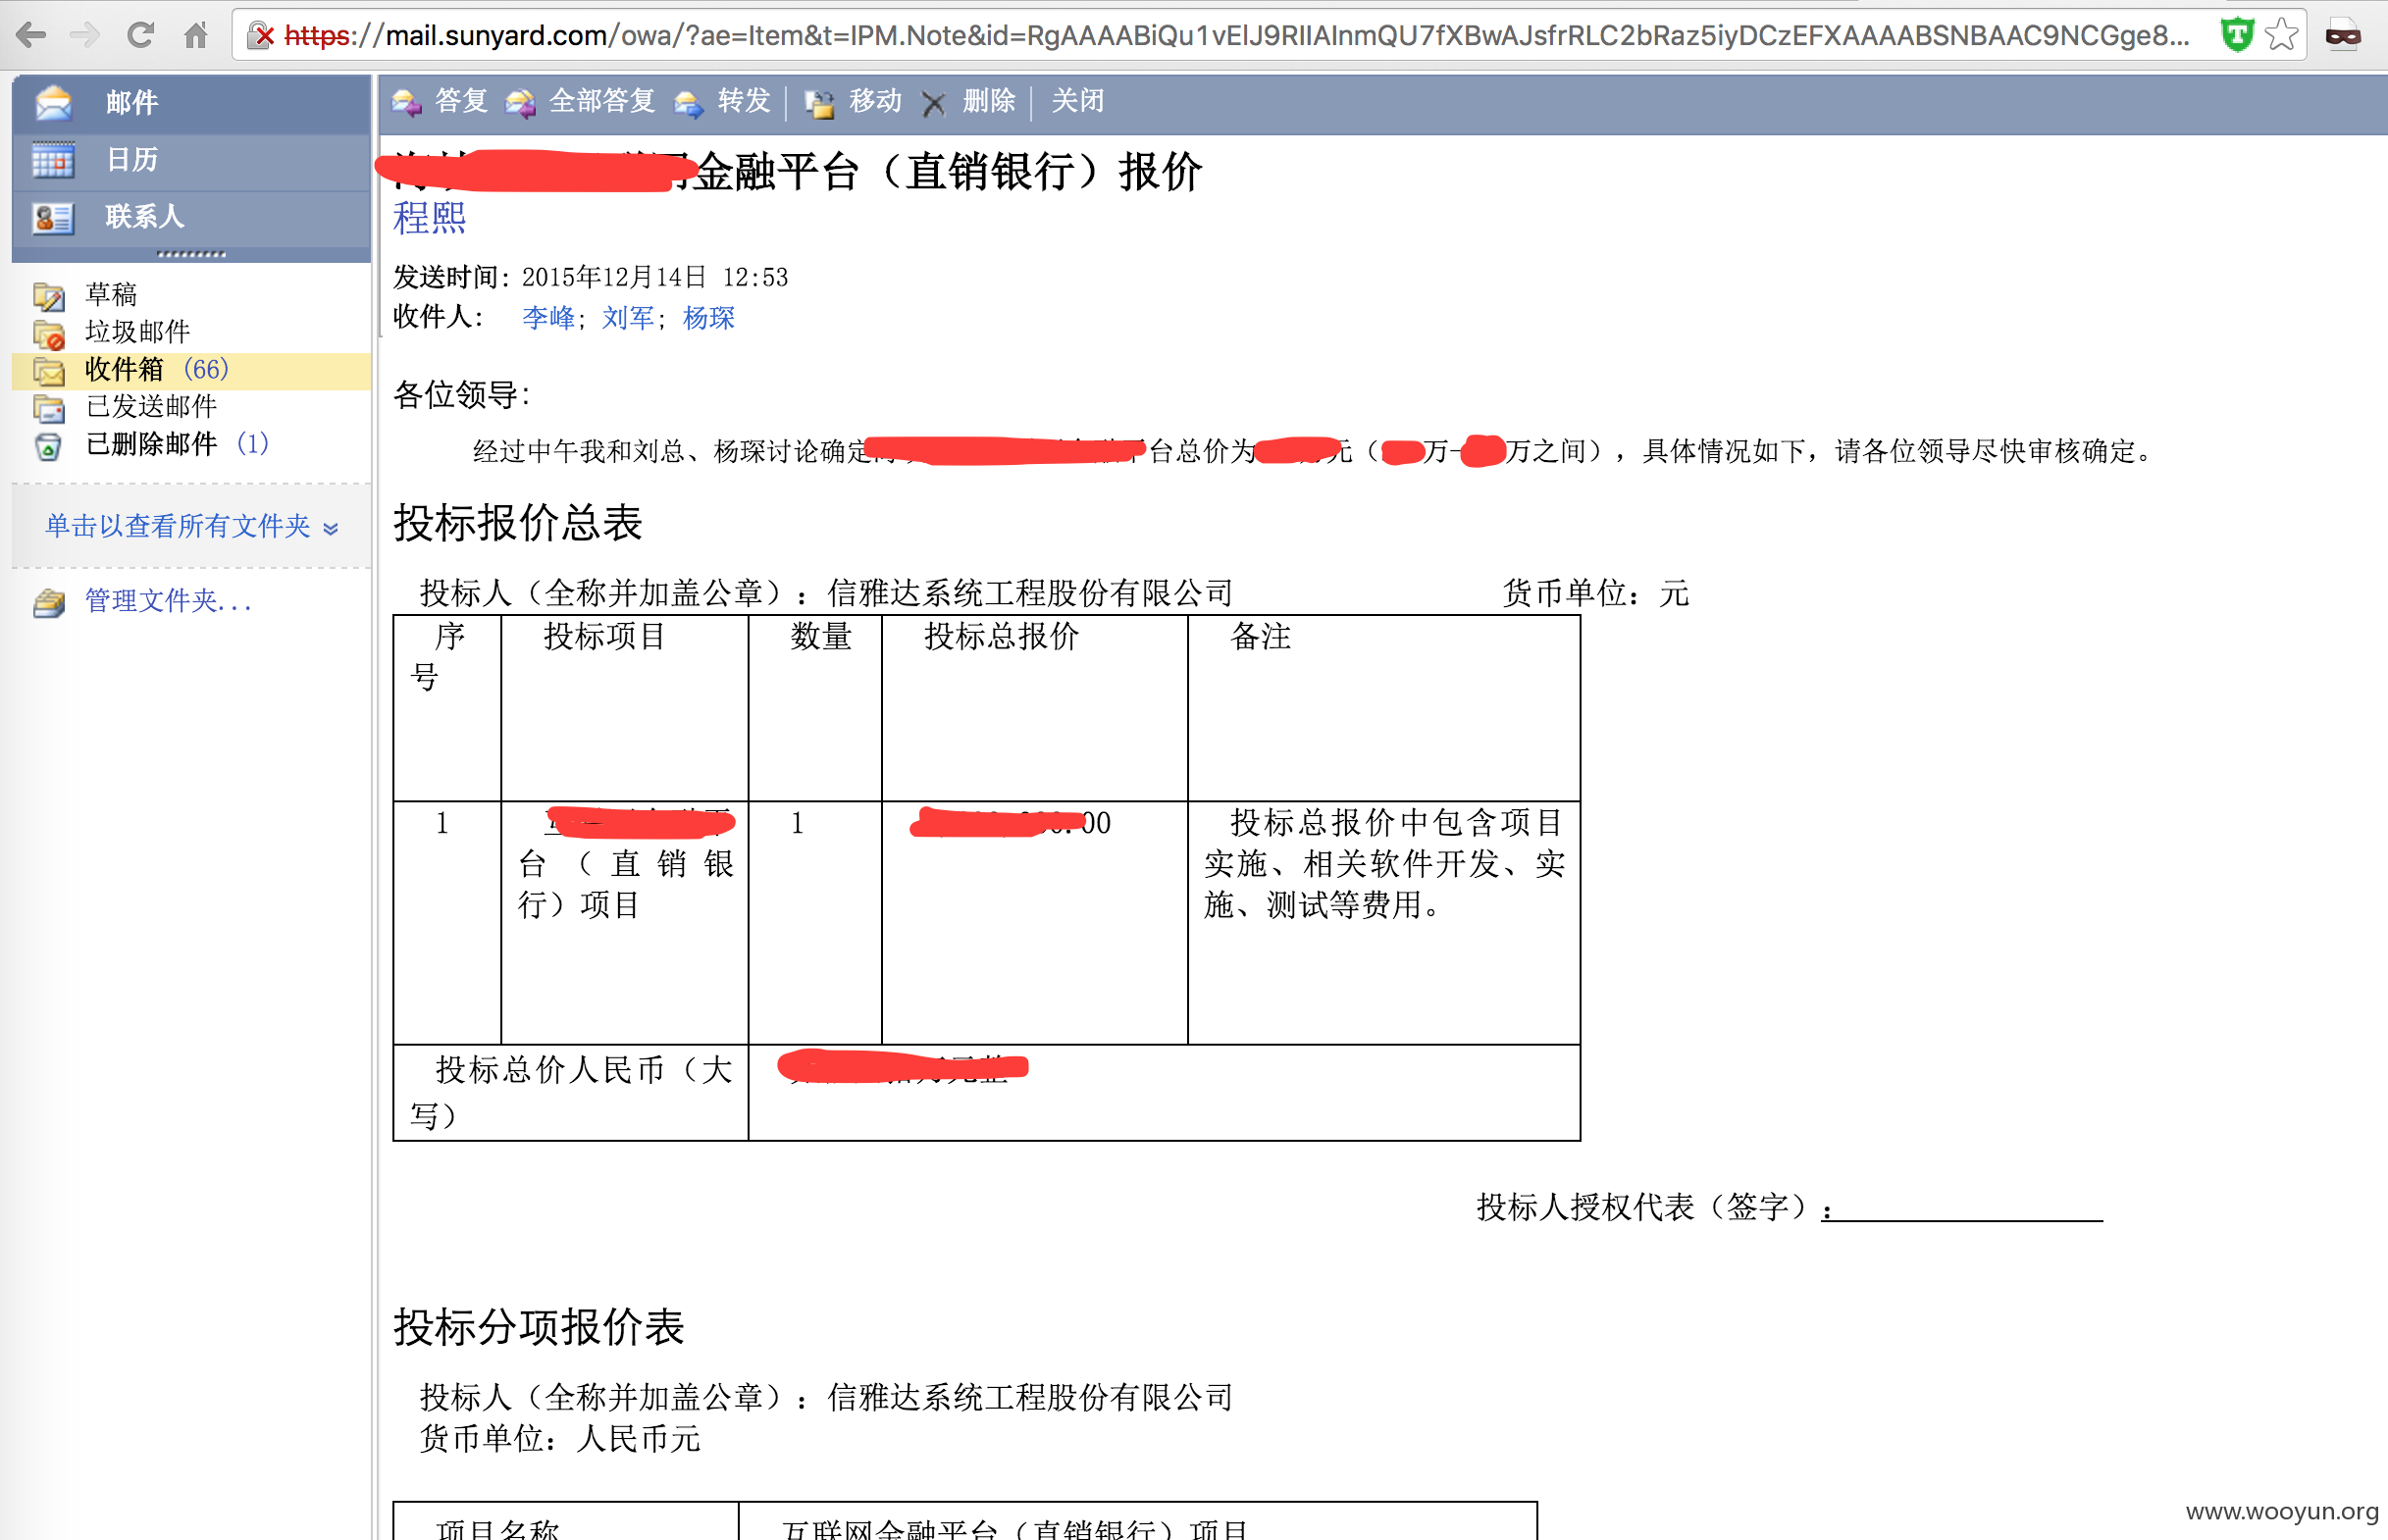 https://mail.sunyard.com/owa/?ae=Item&t=IPM.Note&id=RgAAAABiQu1vElJ9RIIAInmQU7fXBwAJsfrRLC2bRaz5iyDCzEFXAAAABSNBAAC9NCGge8...
邮件
日历
联系人
草稿
垃圾邮件
收件箱 (66)
已发送邮件
已删除邮件 (1)
单击以查看所有文件夹
管理文件夹...
答复 全部答复 转发 移动 删除 关闭
金融平台（直销银行）报价
程熙
发送时间: 2015年12月14日 12:53
收件人: 李峰; 刘军; 杨琛
各位领导:
经过中午我和刘总、杨琛讨论确定 台总价为 元（ 万- 万之间），具体情况如下，请各位领导尽快审核确定。
投标报价总表
投标人（全称并加盖公章）：信雅达系统工程股份有限公司 货币单位：元
序号 投标项目 数量 投标总报价 备注
1 台（直销银行）项目 1 00 投标总报价中包含项目实施、相关软件开发、实施、测试等费用。
投标总价人民币（大写）
投标人授权代表（签字）：
投标分项报价表
投标人（全称并加盖公章）：信雅达系统工程股份有限公司
货币单位：人民币元
项目名称 互联网金融平台（直销银行）项目
www.wooyun.org